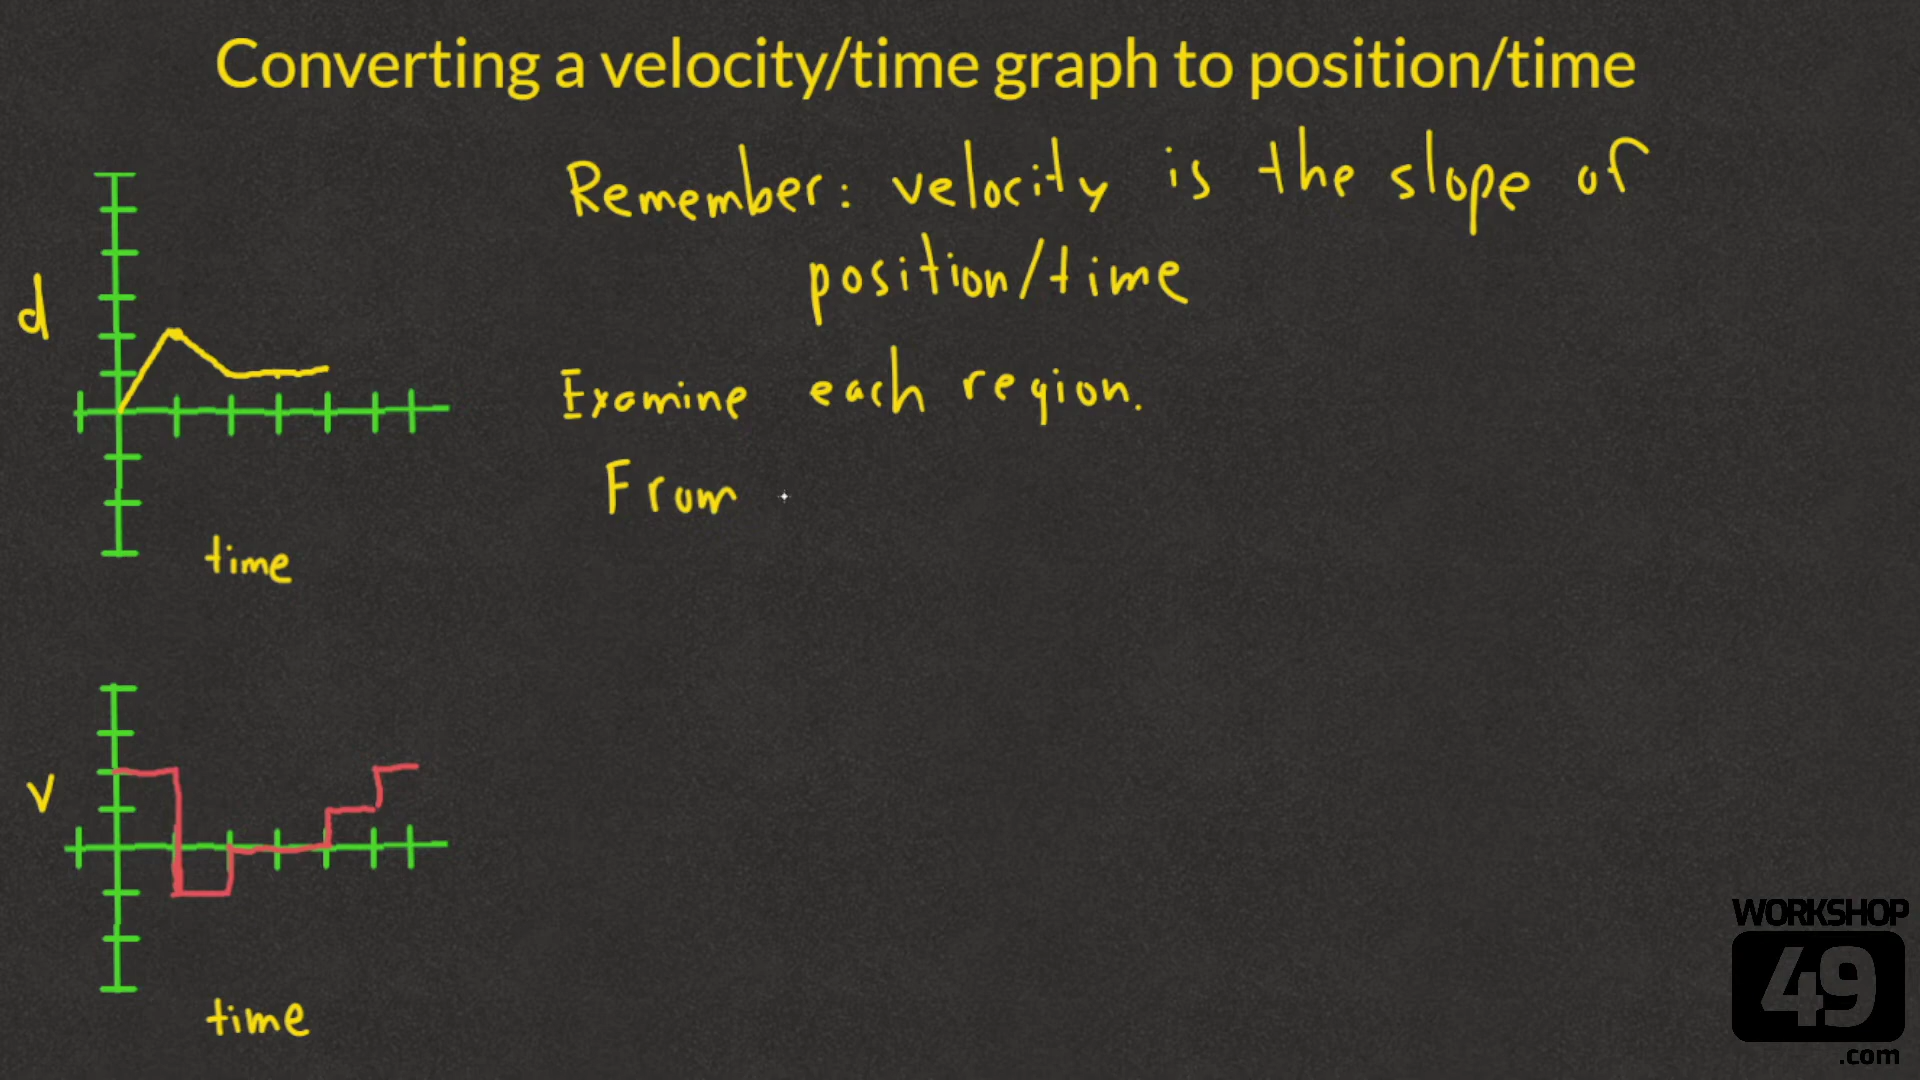 Converting a velocity/time graph to position/time
Remember: velocity is the slope of
position/time
Examine each region.
From
d
time
v
time
WORKSHOP
49
.com